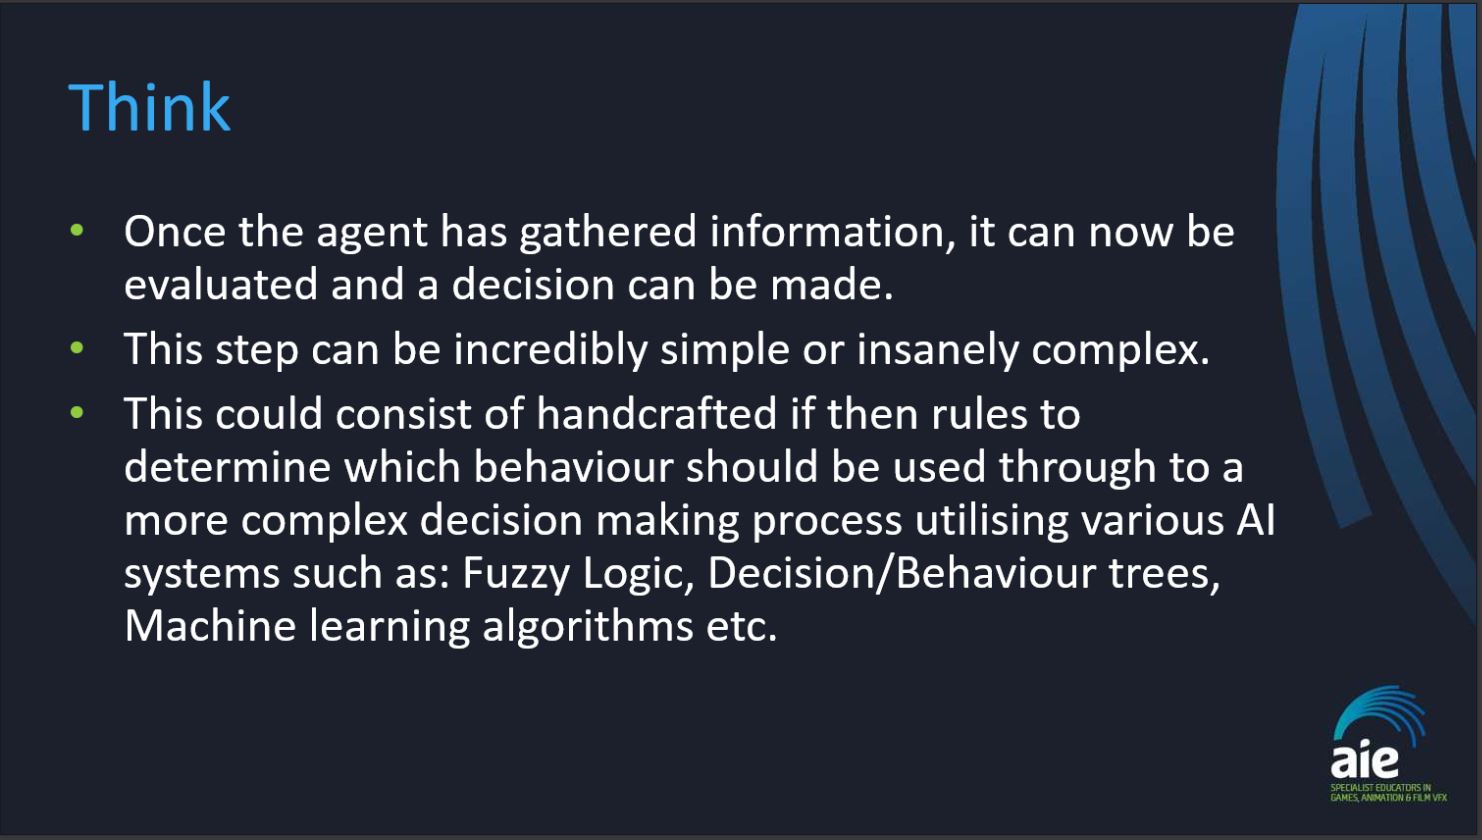 Think
• Once the agent has gathered information, it can now be
evaluated and a decision can be made.
• This step can be incredibly simple or insanely complex.
• This could consist of handcrafted if then rules to
determine which behaviour should be used through to a
more complex decision making process utilising various AI
systems such as: Fuzzy Logic, Decision/Behaviour trees,
Machine learning algorithms etc.
aie
SPECIALIST EDUCATORS IN
GAMES, ANIMATION & FILM VFX